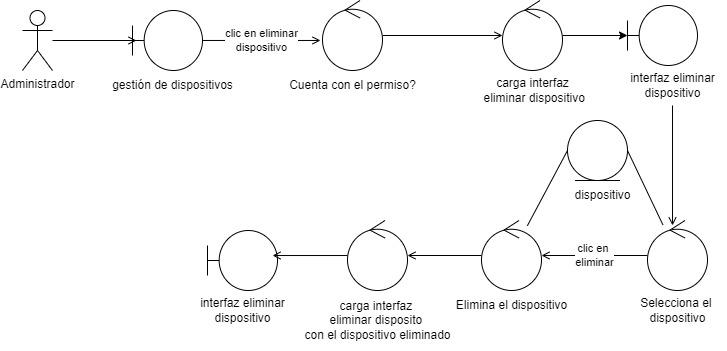 clic en eliminar
dispositivo
Administrador
gestión de dispositivos
Cuenta con el permiso?
carga interfaz
eliminar dispositivo
interfaz eliminar
dispositivo
dispositivo
clic en
eliminar
interfaz eliminar
dispositivo
carga interfaz
eliminar disposito
con el dispositivo eliminado
Elimina el dispositivo
Selecciona el
dispositivo